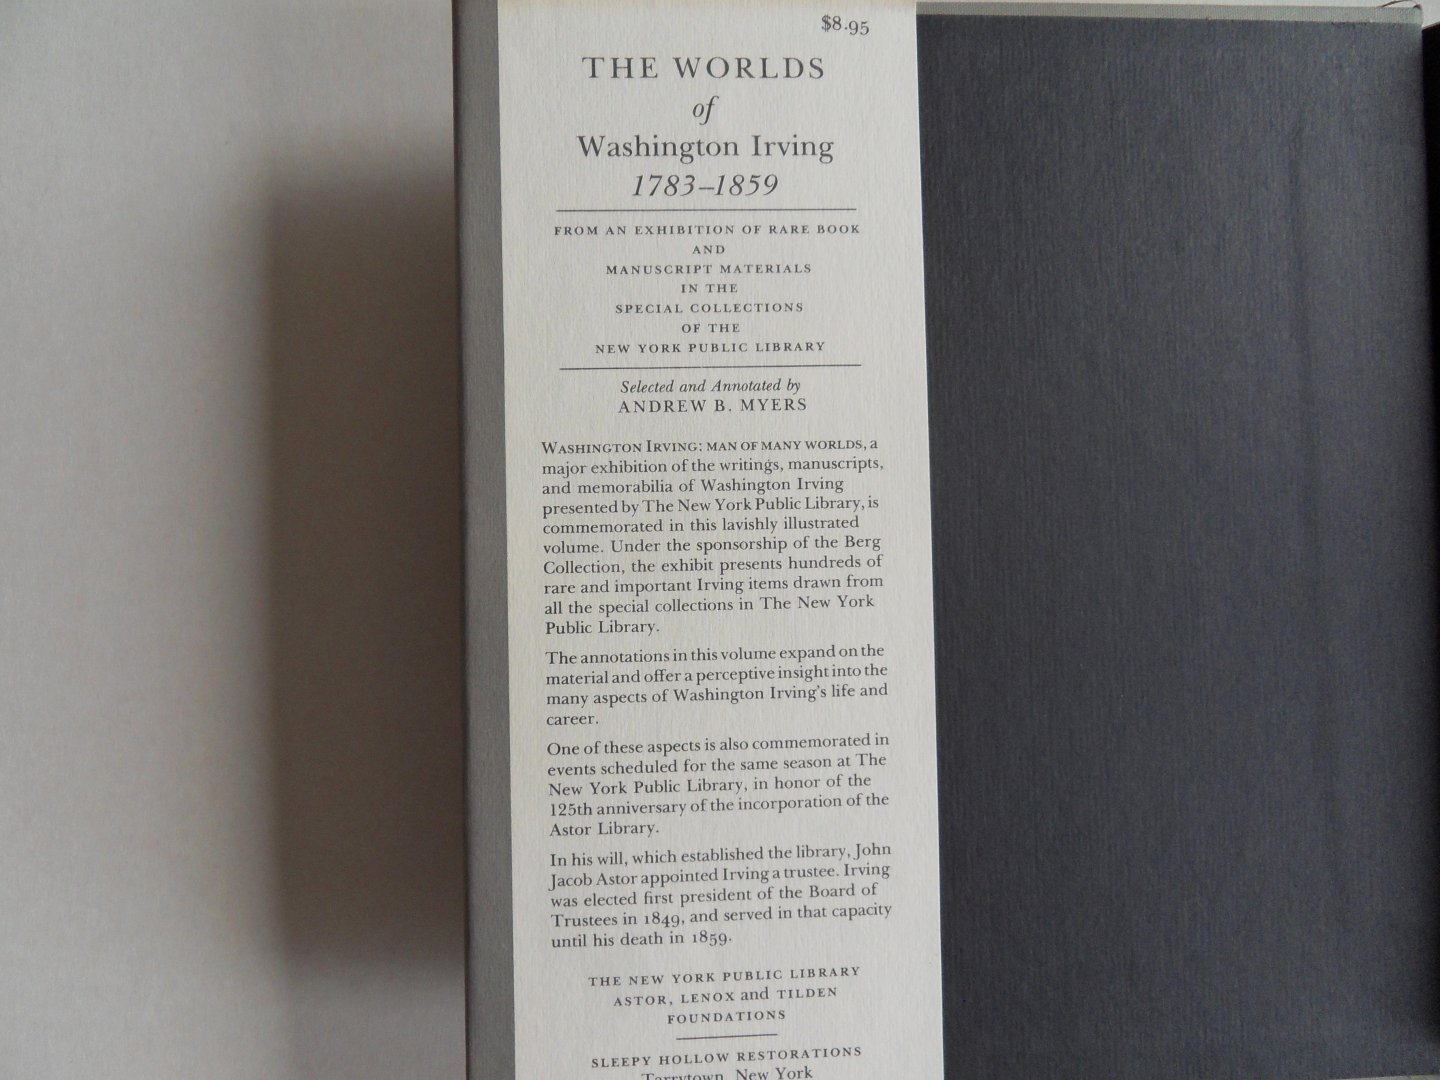 $8.95
THE WORLDS
of
Washington Irving
1783–1859
FROM AN EXHIBITION OF RARE BOOK
AND
MANUSCRIPT MATERIALS
IN THE
SPECIAL COLLECTIONS
OF THE
NEW YORK PUBLIC LIBRARY
Selected and Annotated by
ANDREW B. MYERS
WASHINGTON IRVING: MAN OF MANY WORLDS, a
major exhibition of the writings, manuscripts,
and memorabilia of Washington Irving
presented by The New York Public Library, is
commemorated in this lavishly illustrated
volume. Under the sponsorship of the Berg
Collection, the exhibit presents hundreds of
rare and important Irving items drawn from
all the special collections in The New York
Public Library.
The annotations in this volume expand on the
material and offer a perceptive insight into the
many aspects of Washington Irving's life and
career.
One of these aspects is also commemorated in
events scheduled for the same season at The
New York Public Library, in honor of the
125th anniversary of the incorporation of the
Astor Library.
In his will, which established the library, John
Jacob Astor appointed Irving a trustee. Irving
was elected first president of the Board of
Trustees in 1849, and served in that capacity
until his death in 1859.
THE NEW YORK PUBLIC LIBRARY
ASTOR, LENOX and TILDEN
FOUNDATIONS
SLEEPY HOLLOW RESTORATIONS
Tarrytown, New York